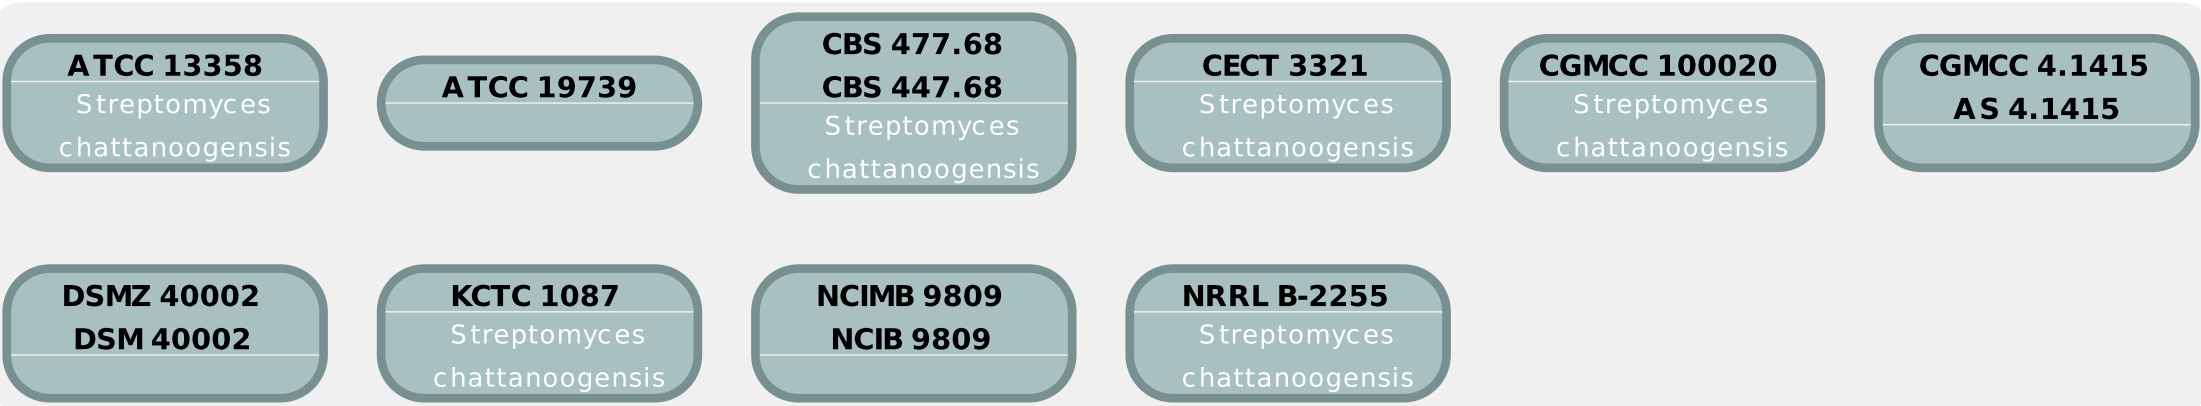 ATCC 13358
Streptomyces
chattanoogensis
ATCC 19739
CBS 477.68
CBS 447.68
Streptomyces
chattanoogensis
CECT 3321
Streptomyces
chattanoogensis
CGMCC 100020
Streptomyces
chattanoogensis
CGMCC 4.1415
AS 4.1415
DSMZ 40002
DSM 40002
KCTC 1087
Streptomyces
chattanoogensis
NCIMB 9809
NCIB 9809
NRRL B-2255
Streptomyces
chattanoogensis